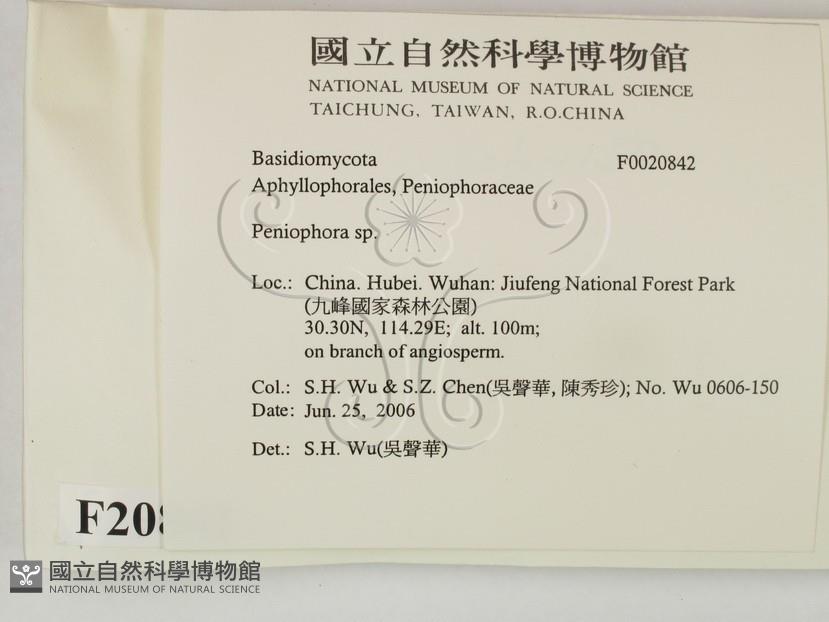 國立自然科學博物館
NATIONAL MUSEUM OF NATURAL SCIENCE
TAICHUNG, TAIWAN, R.O.CHINA
Basidiomycota F0020842
Aphyllophorales, Peniophoraceae
Peniophora sp.
Loc.: China. Hubei. Wuhan: Jiufeng National Forest Park
(九峰國家森林公園)
30.30N, 114.29E; alt. 100m;
on branch of angiosperm.
Col.: S.H. Wu & S.Z. Chen(吳聲華, 陳秀珍); No. Wu 0606-150
Date: Jun. 25, 2006
Det.: S.H. Wu(吳聲華)
國立自然科學博物館
NATIONAL MUSEUM OF NATURAL SCIENCE